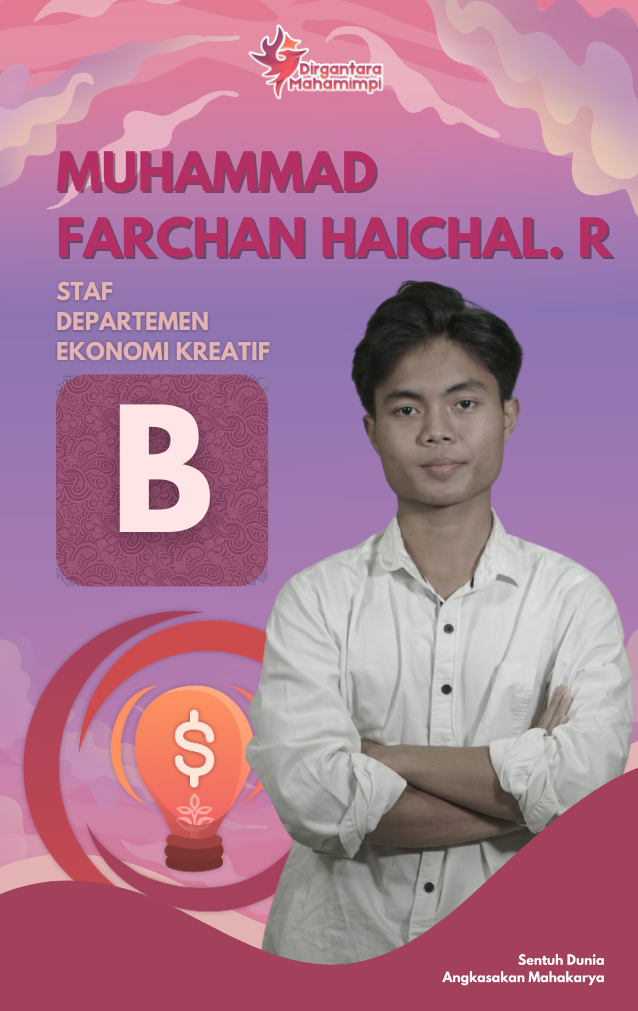 Dirgantara
Mahamimpi
MUHAMMAD
FARCHAN HAICHAL. R
STAF
DEPARTEMEN
EKONOMI KREATIF
B
$
Sentuh Dunia
Angkasakan Mahakarya